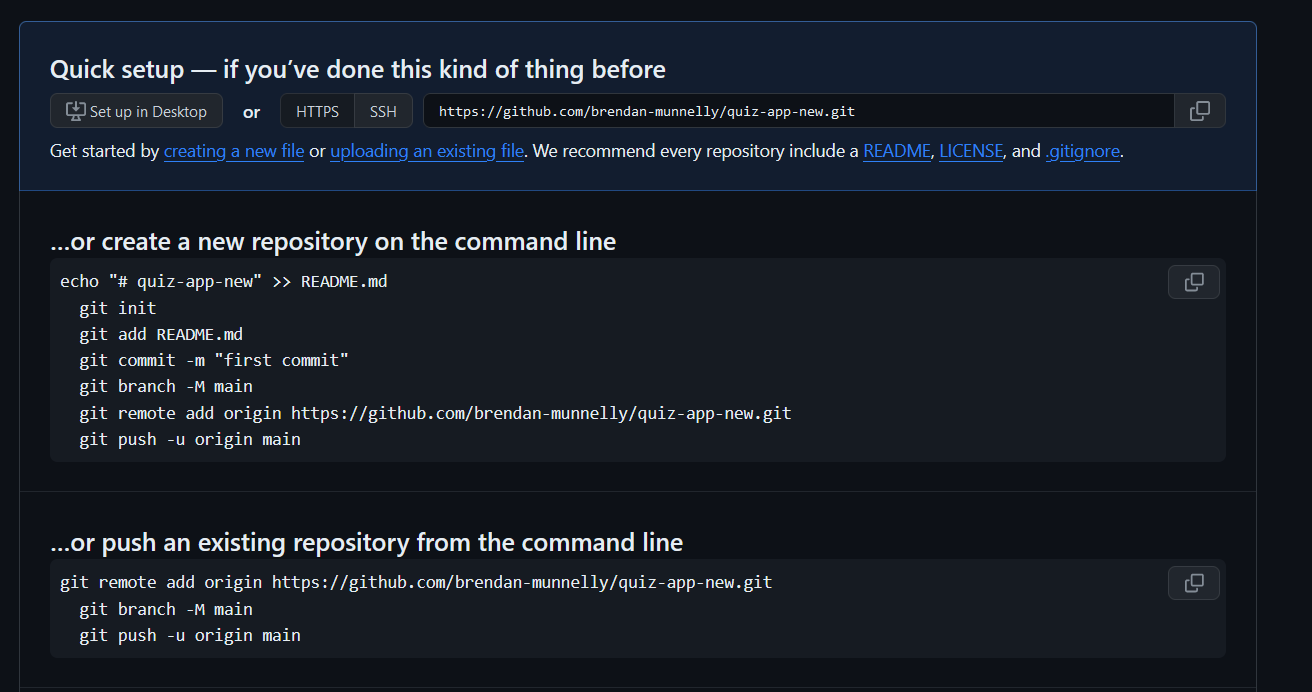 Quick setup — if you’ve done this kind of thing before
Set up in Desktop or HTTPS SSH https://github.com/brendan-munnelly/quiz-app-new.git
Get started by creating a new file or uploading an existing file. We recommend every repository include a README, LICENSE, and .gitignore.
…or create a new repository on the command line
echo "# quiz-app-new" >> README.md
git init
git add README.md
git commit -m "first commit"
git branch -M main
git remote add origin https://github.com/brendan-munnelly/quiz-app-new.git
git push -u origin main
…or push an existing repository from the command line
git remote add origin https://github.com/brendan-munnelly/quiz-app-new.git
git branch -M main
git push -u origin main